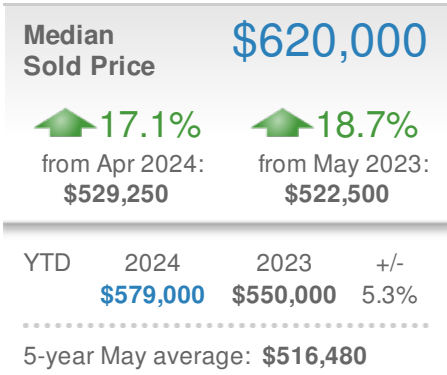 Median
Sold Price
$620,000
17.1%
from Apr 2024:
$529,250
18.7%
from May 2023:
$522,500
YTD 2024 2023 +/-
$579,000 $550,000 5.3%
5-year May average: $516,480